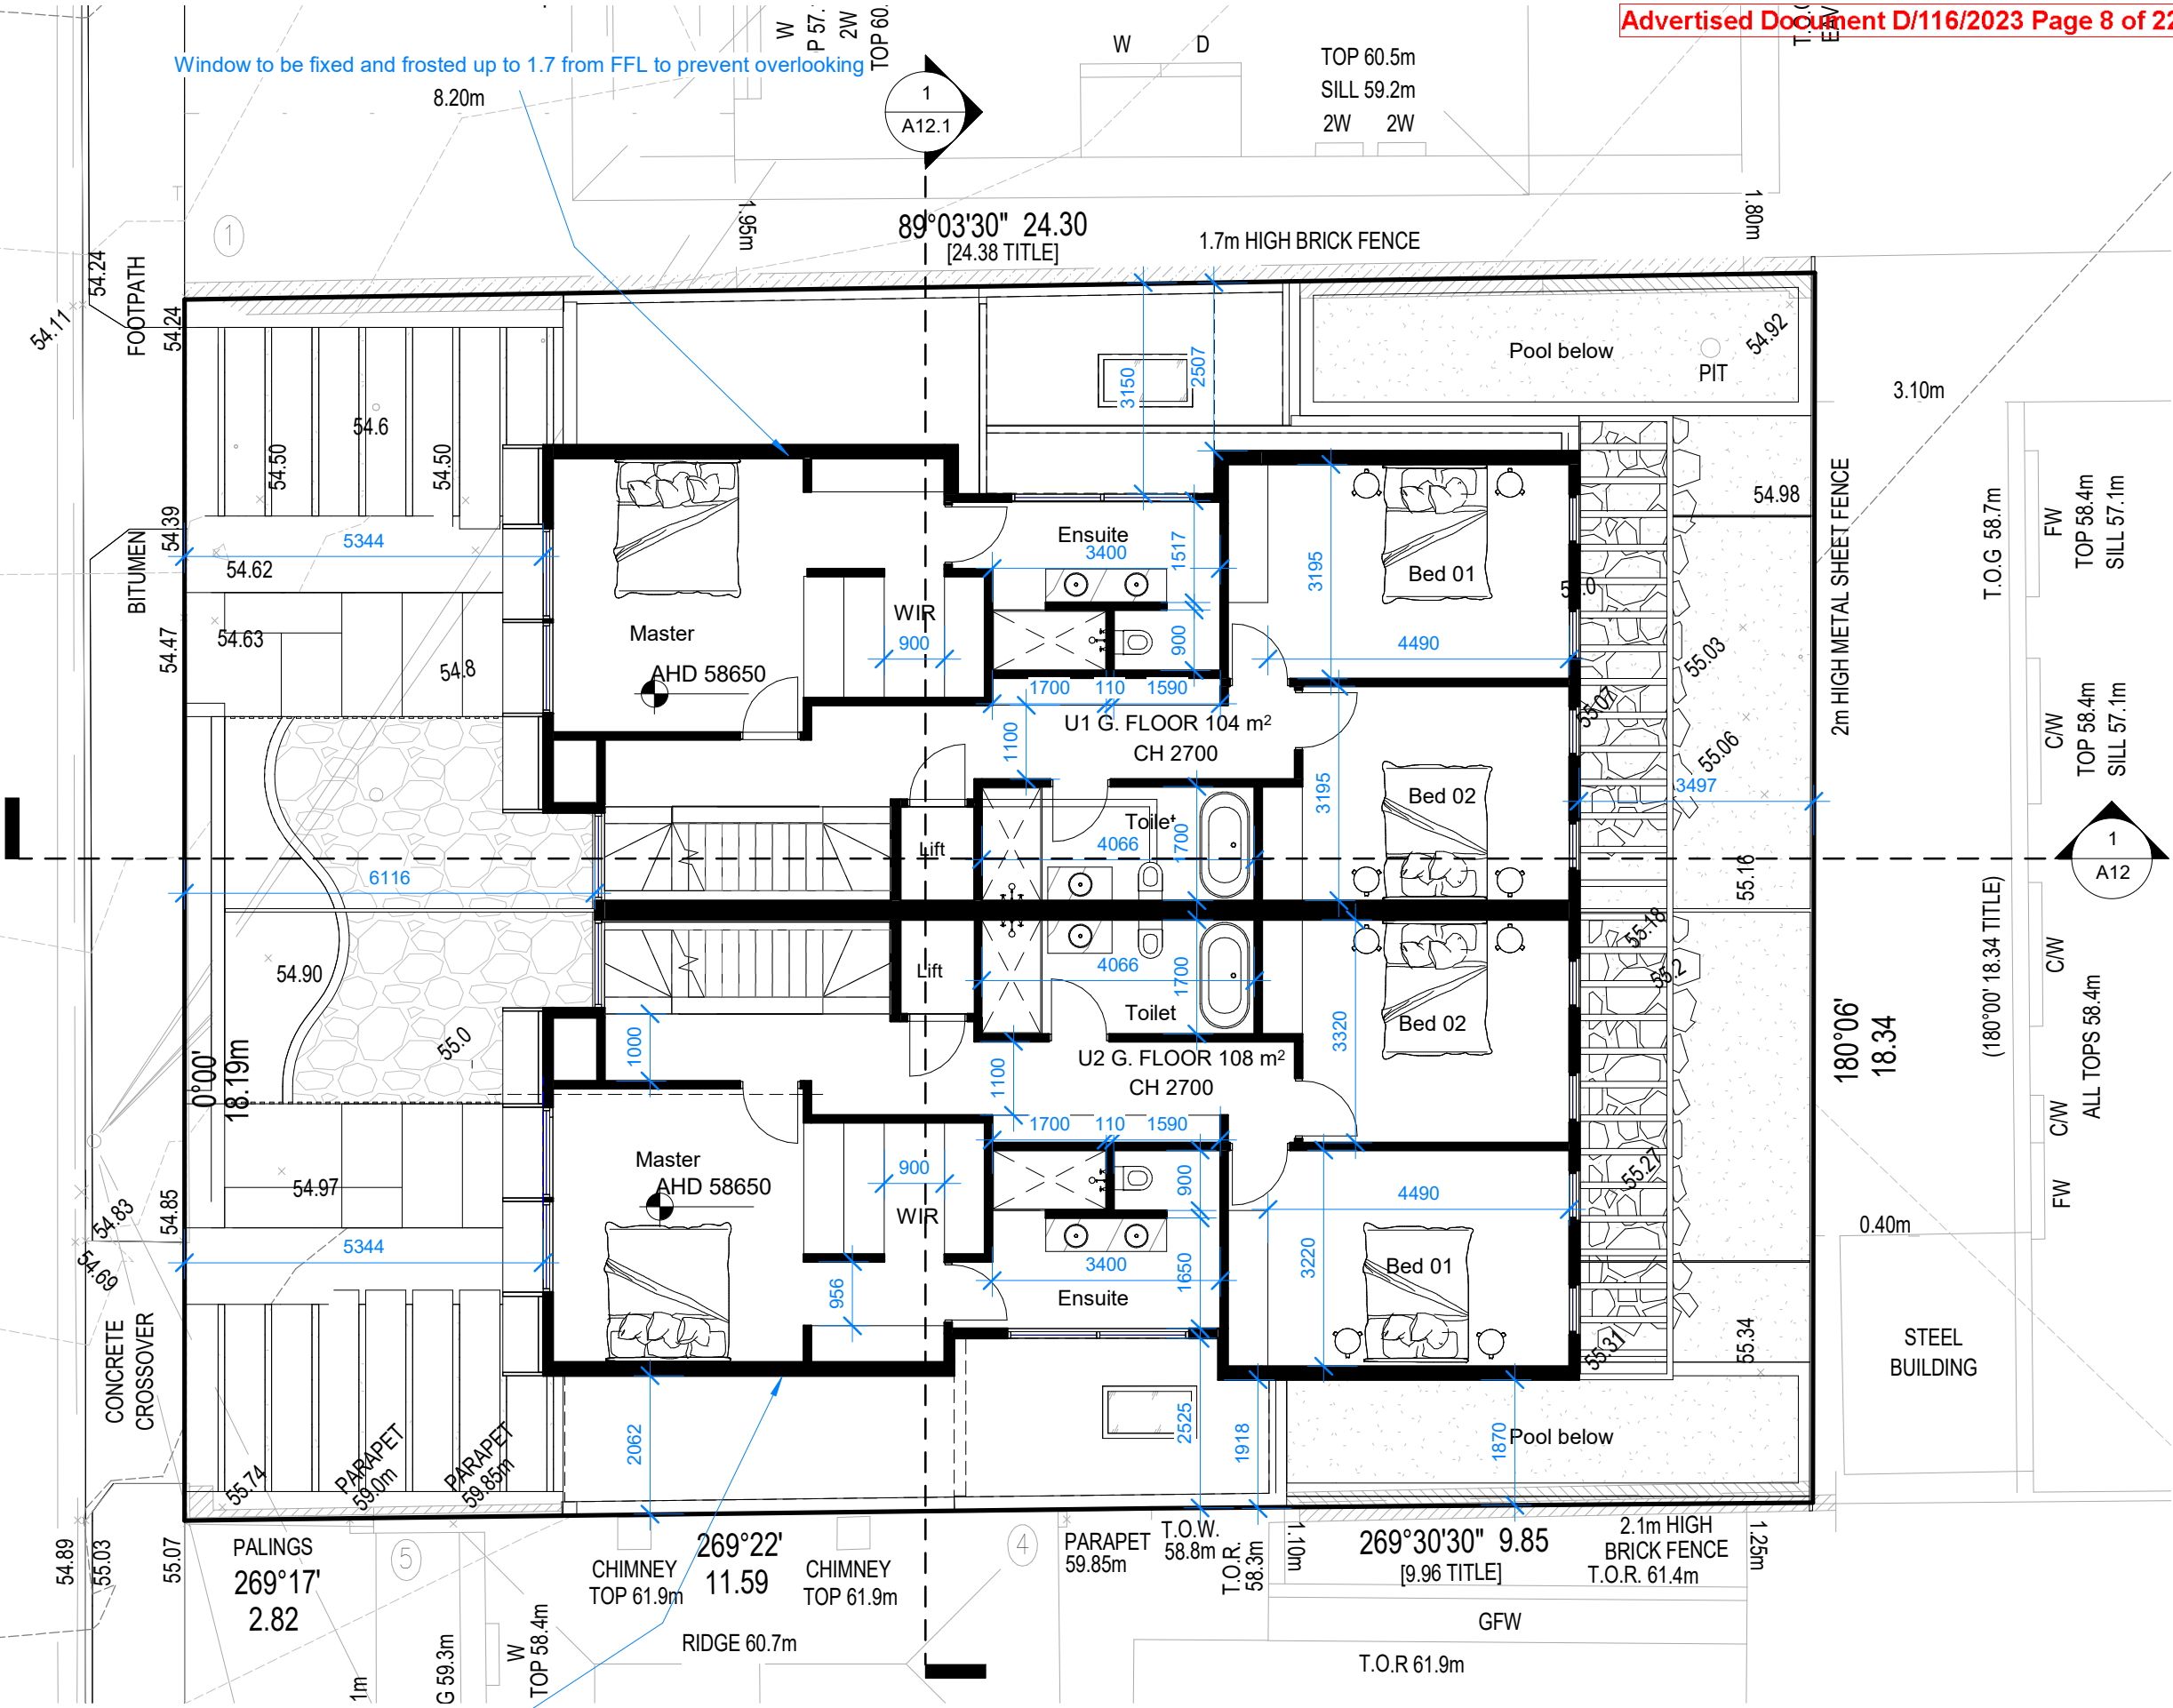 Advertised Document D/116/2023 Page 8 of 22
Window to be fixed and frosted up to 1.7 from FFL to prevent overlooking
8.20m
W
P 57.
2W
TOP 60.
1
A12.1
W D
TOP 60.5m
SILL 59.2m
2W 2W
1
1.95m
89°03'30" 24.30
[24.38 TITLE]
1.7m HIGH BRICK FENCE
1.80m
54.24
54.11
FOOTPATH
54.24
54.6
54.50
54.50
3150
2507
Pool below
54.92
PIT
3.10m
54.39
BITUMEN
5344
54.62
54.47
54.63
54.8
Master
AHD 58650
WIR
900
Ensuite
3400
1517
900
1700 110 1590
3195
Bed 01
4490
54.98
55.03
55.07
55.06
3497
2m HIGH METAL SHEET FENCE
T.O.G 58.7m
FW
TOP 58.4m
SILL 57.1m
C/W
TOP 58.4m
SILL 57.1m
U1 G. FLOOR 104 m²
CH 2700
1100
3195
Bed 02
Toilet
4066
1700
Lift
6116
55.16
1
A12
54.90
Lift
4066
1700
Toilet
3320
Bed 02
55.18
55.2
C/W
(180°00' 18.34 TITLE)
180°06'
18.34
ALL TOPS 58.4m
C/W
FW
0°00'
18.19m
55.0
1000
1100
U2 G. FLOOR 108 m²
CH 2700
1700 110 1590
54.97
54.83
54.85
54.69
5344
Master
AHD 58650
900
WIR
956
900
3400
1650
Ensuite
4490
3220
Bed 01
55.27
55.31
55.34
0.40m
STEEL
BUILDING
CONCRETE
CROSSOVER
55.74
PARAPET
59.0m
PARAPET
59.85m
2062
2525
1918
1870
Pool below
54.89
55.03
55.07
PALINGS
269°17'
2.82
5
CHIMNEY
TOP 61.9m
269°22'
11.59
CHIMNEY
TOP 61.9m
4
PARAPET
59.85m
T.O.W.
58.8m
T.O.R.
58.3m
1.10m
269°30'30" 9.85
[9.96 TITLE]
2.1m HIGH
BRICK FENCE
T.O.R. 61.4m
1.25m
RIDGE 60.7m
GFW
T.O.R 61.9m
1m
G 59.3m
W
TOP 58.4m